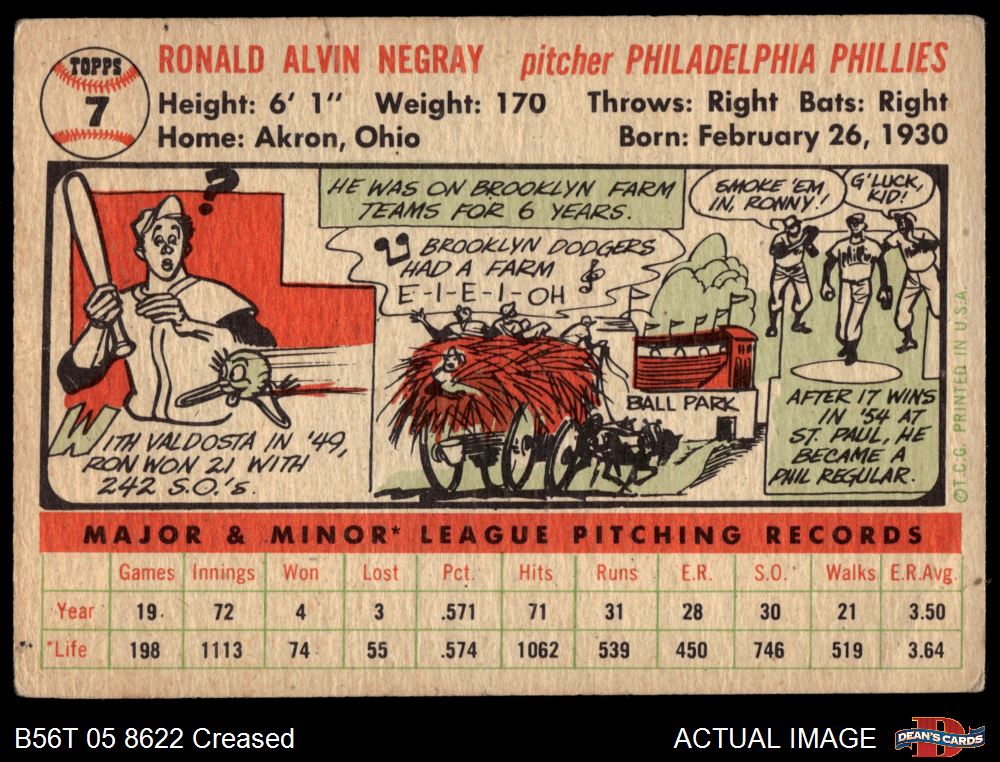 TOPPS
7
RONALD ALVIN NEGRAY pitcher PHILADELPHIA PHILLIES
Height: 6' 1" Weight: 170 Throws: Right Bats: Right
Home: Akron, Ohio Born: February 26, 1930
?
WITH VALDOSTA IN '49,
RON WON 21 WITH
242 S.O.'s.
HE WAS ON BROOKLYN FARM
TEAMS FOR 6 YEARS.
BROOKLYN DODGERS
HAD A FARM
E-I-E-I-OH
BALL PARK
SMOKE 'EM
IN, RONNY!
G'LUCK,
KID!
Phillies
AFTER 17 WINS
IN '54 AT
ST. PAUL, HE
BECAME A
PHIL REGULAR.
©T.C.G. PRINTED IN U.S.A.
MAJOR & MINOR* LEAGUE PITCHING RECORDS
Games Innings Won Lost Pct. Hits Runs E.R. S.O. Walks E.R.Avg.
Year 19 72 4 3 .571 71 31 28 30 21 3.50
*Life 198 1113 74 55 .574 1062 539 450 746 519 3.64
B56T 05 8622 Creased ACTUAL IMAGE
D
DEAN'S CARDS